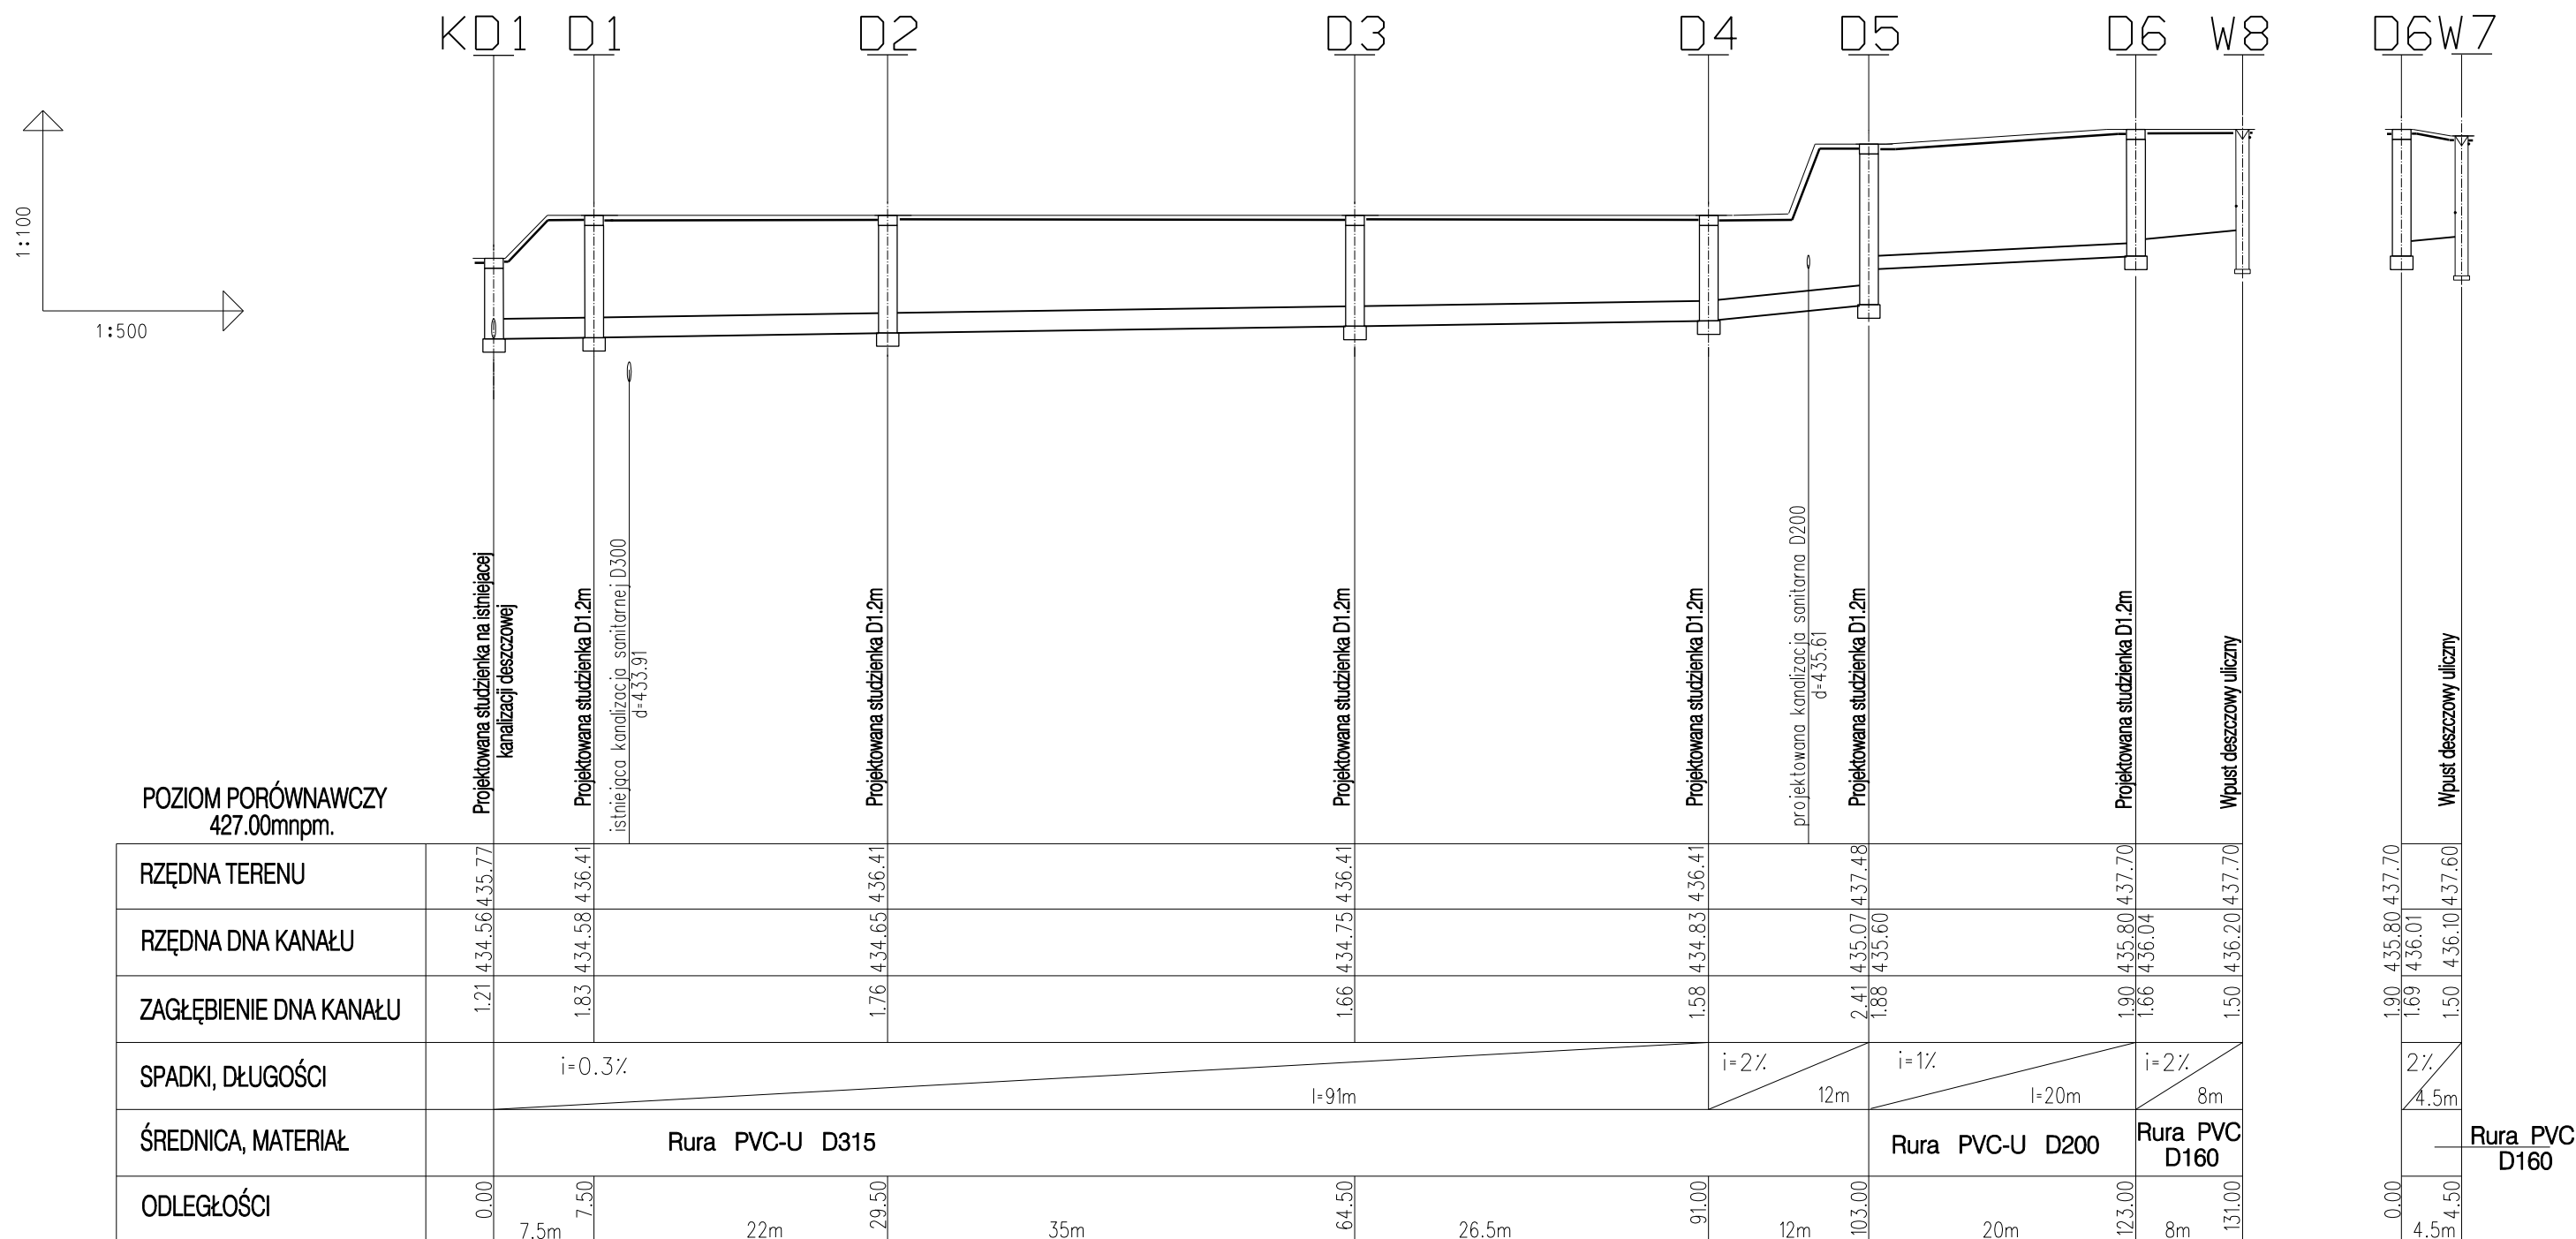 KD1 D1 D2 D3 D4 D5 D6 W8 D6 W7
1:100
1:500
Projektowana studzienka na istniejacej
kanalizacji deszczowej
Projektowana studzienka D1.2m
istniejąca kanalizacja sanitarnej D300
d=433.91
Projektowana studzienka D1.2m
Projektowana studzienka D1.2m
Projektowana studzienka D1.2m
projektowana kanalizacja sanitarna D200
d=435.61
Projektowana studzienka D1.2m
Projektowana studzienka D1.2m
Wpust deszczowy uliczny
Wpust deszczowy uliczny
POZIOM PORÓWNAWCZY
427.00mnpm.
RZĘDNA TERENU 435.77 436.41 436.41 436.41 436.41 437.48 437.70 437.70 437.70 437.60
RZĘDNA DNA KANAŁU 434.56 434.58 434.65 434.75 434.83 435.07 435.60 435.80 436.04 436.20 435.80 436.01 436.10
ZAGŁĘBIENIE DNA KANAŁU 1.21 1.83 1.76 1.66 1.58 2.41 1.88 1.90 1.66 1.50 1.90 1.69 1.50
SPADKI, DŁUGOŚCI i=0.3% l=91m i=2% 12m i=1% l=20m i=2% 8m 2% 4.5m
ŚREDNICA, MATERIAŁ Rura PVC-U D315 Rura PVC-U D200 Rura PVC D160 Rura PVC D160
ODLEGŁOŚCI 0.00 7.50 29.50 64.50 91.00 103.00 123.00 131.00 0.00 4.50
7.5m 22m 35m 26.5m 12m 20m 8m 4.5m